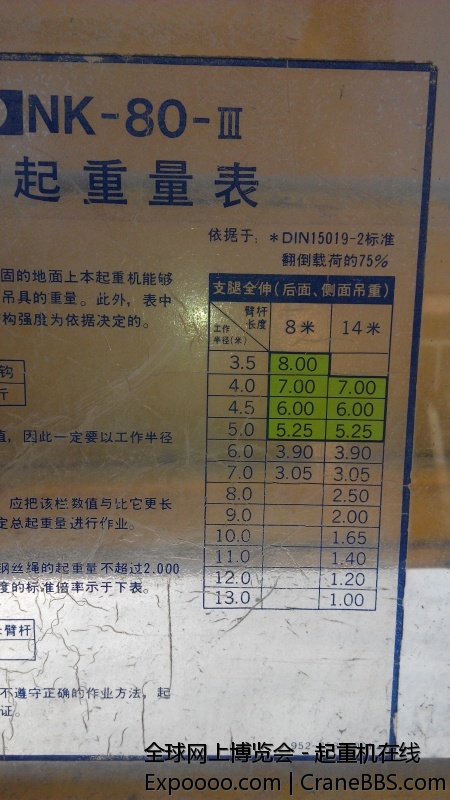 NK-80-III
起重量表
依据于: *DIN15019-2标准
翻倒载荷的75%
固的地面上本起重机能够
吊具的重量。此外, 表中
构强度为依据决定的。
支腿全伸(后面、侧面吊重)
臂杆长度 工作半径(米) 8米 14米
3.5 8.00
4.0 7.00 7.00
4.5 6.00 6.00
5.0 5.25 5.25
6.0 3.90 3.90
7.0 3.05 3.05
8.0 2.50
9.0 2.00
10.0 1.65
11.0 1.40
12.0 1.20
13.0 1.00
钩
斤
值, 因此一定要以工作半径
应把该栏数值与比它更长
定总起重量进行作业。
钢丝绳的起重量不超过2.000
度的标准倍率示于下表。
臂杆
不遵守正确的作业方法, 起
证。
952
全球网上博览会 - 起重机在线
Expoooo.com | CraneBBS.com